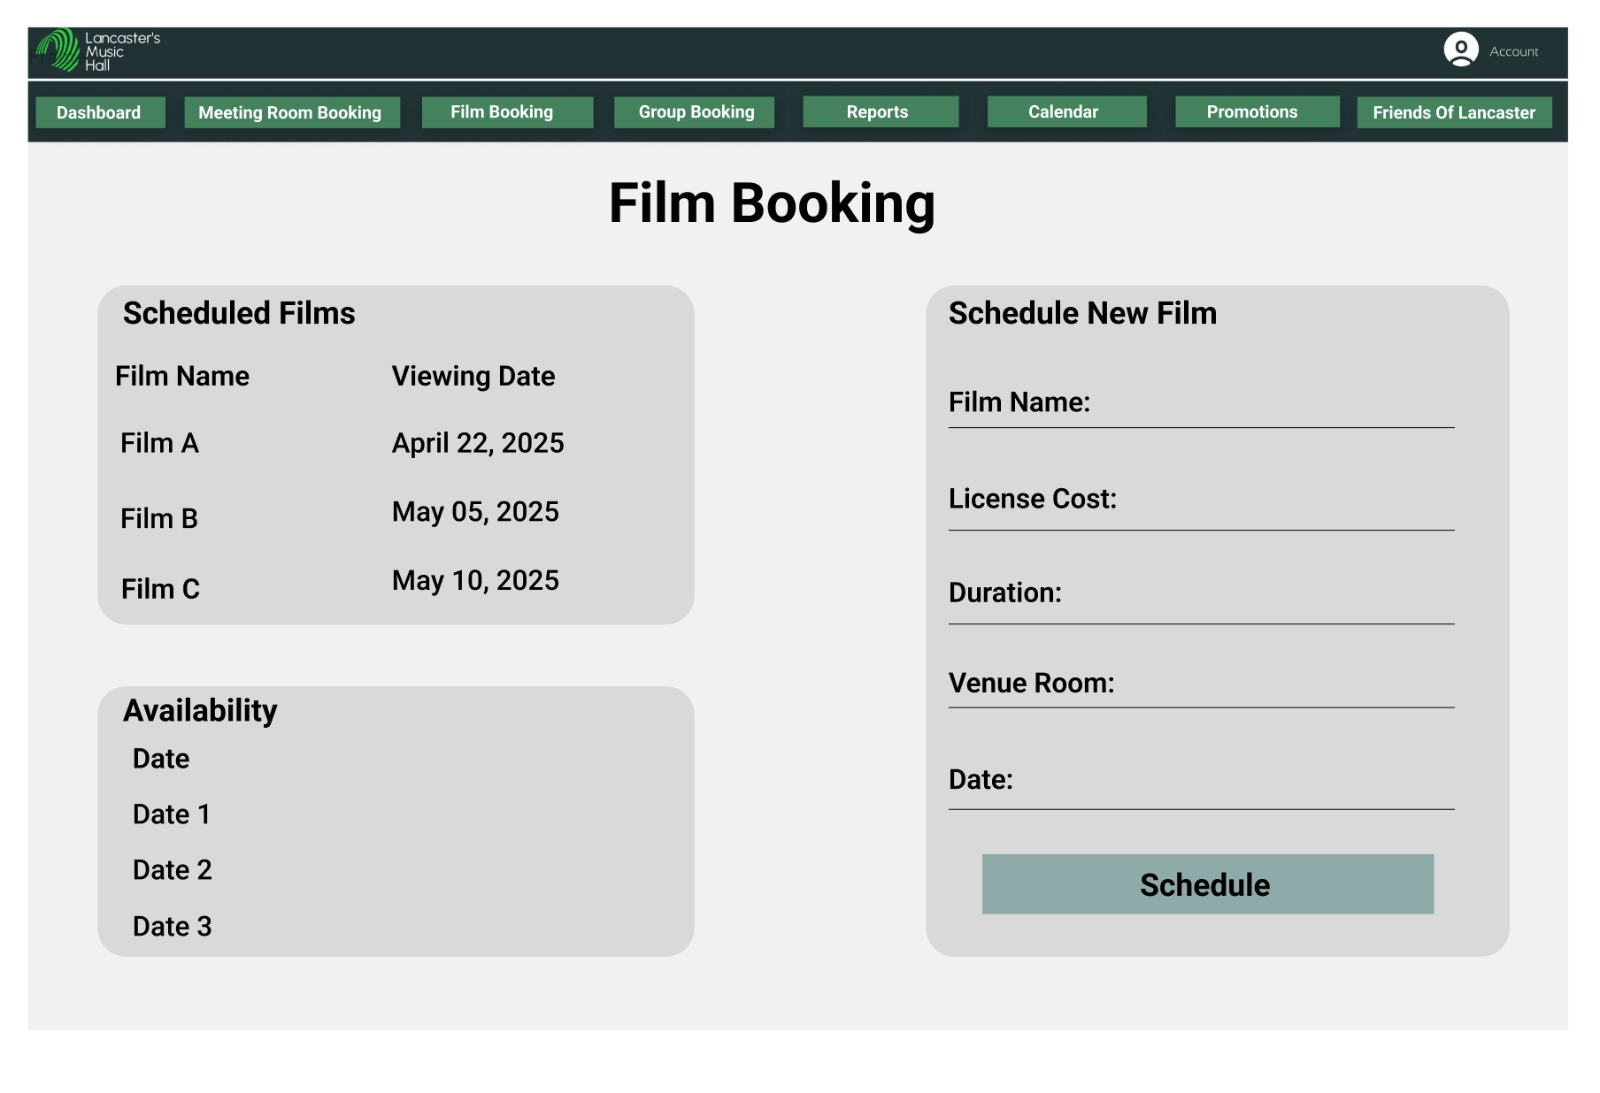 Lancaster's
Music
Hall
Account
Dashboard
Meeting Room Booking
Film Booking
Group Booking
Reports
Calendar
Promotions
Friends Of Lancaster
Film Booking
Scheduled Films
Film Name Viewing Date
Film A April 22, 2025
Film B May 05, 2025
Film C May 10, 2025
Availability
Date
Date 1
Date 2
Date 3
Schedule New Film
Film Name:
License Cost:
Duration:
Venue Room:
Date:
Schedule